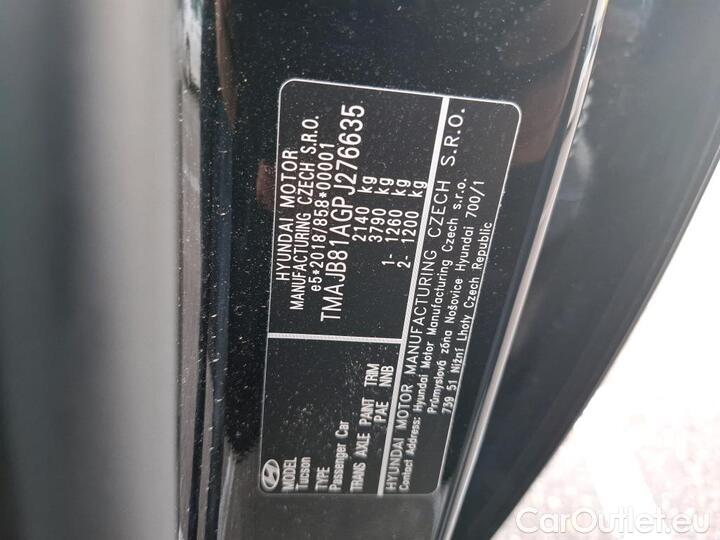 HYUNDAI MOTOR
MANUFACTURING CZECH S.R.O.
e5*2018/858*00001
TMAJB81AGPJ276635
2140 kg
3790 kg
1- 1260 kg
2- 1200 kg
MODEL
Tucson
TYPE
Passenger Car
TRANS AXLE PAINT TRIM
PAE NNB
HYUNDAI MOTOR MANUFACTURING CZECH S.R.O.
Contact Address: Hyundai Motor Manufacturing Czech s.r.o.
Průmyslová zóna Nošovice Hyundai 700/1
739 51 Nižní Lhoty Czech Republic
CarOutlet.eu